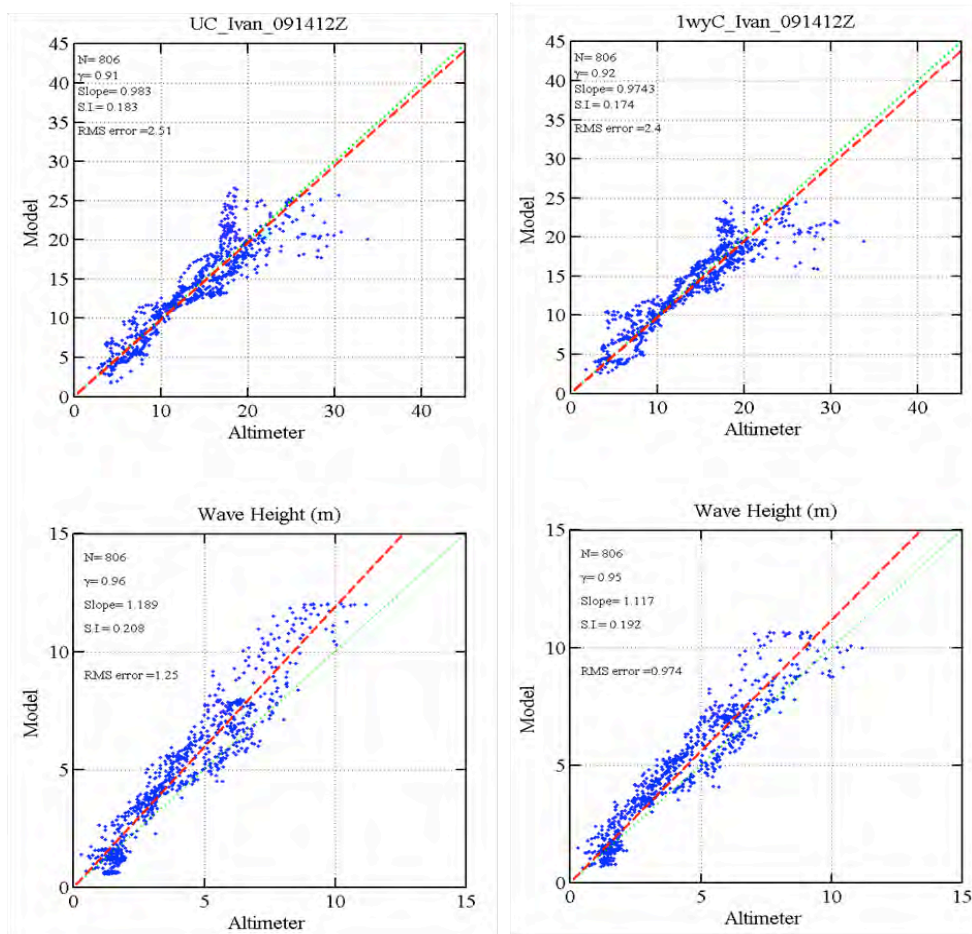 UC_Ivan_091412Z
45
40
35
30
25
20
15
10
5
0
N= 806
γ= 0.91
Slope= 0.983
S.I = 0.183
RMS error =2.51
Model
0 10 20 30 40
Altimeter
1wyC_Ivan_091412Z
45
40
35
30
25
20
15
10
5
0
N= 806
γ= 0.92
Slope= 0.9743
S.I = 0.174
RMS error =2.4
Model
0 10 20 30 40
Altimeter
Wave Height (m)
15
10
5
0
N= 806
γ= 0.96
Slope= 1.189
S.I = 0.208
RMS error =1.25
Model
0 5 10 15
Altimeter
Wave Height (m)
15
10
5
0
N= 806
γ= 0.95
Slope= 1.117
S.I = 0.192
RMS error =0.974
Model
0 5 10 15
Altimeter